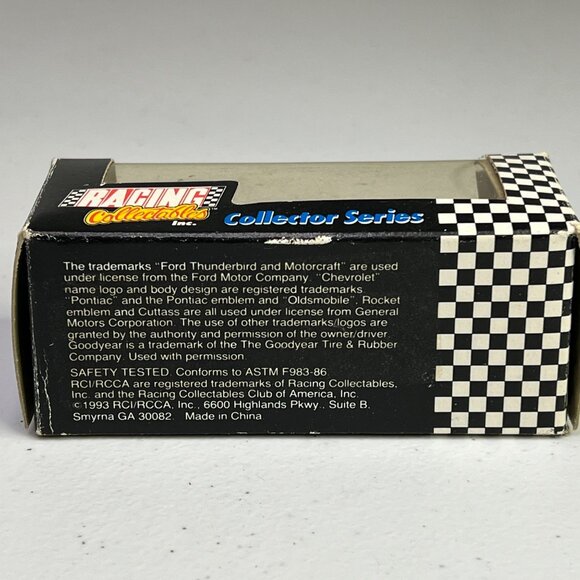 RACING
Collectables
Inc.
Collector Series
The trademarks "Ford Thunderbird and Motorcraft" are used
under license from the Ford Motor Company. "Chevrolet"
name logo and body design are registered trademarks.
"Pontiac" and the Pontiac emblem and "Oldsmobile", Rocket
emblem and Cuttass are all used under license from General
Motors Corporation. The use of other trademarks/logos are
granted by the authority and permission of the owner/driver.
Goodyear is a trademark of the The Goodyear Tire & Rubber
Company. Used with permission.
SAFETY TESTED. Conforms to ASTM F983-86
RCI/RCCA are registered trademarks of Racing Collectables,
Inc. and the Racing Collectables Club of America, Inc.
©1993 RCI/RCCA, Inc., 6600 Highlands Pkwy., Suite B,
Smyrna GA 30082. Made in China.